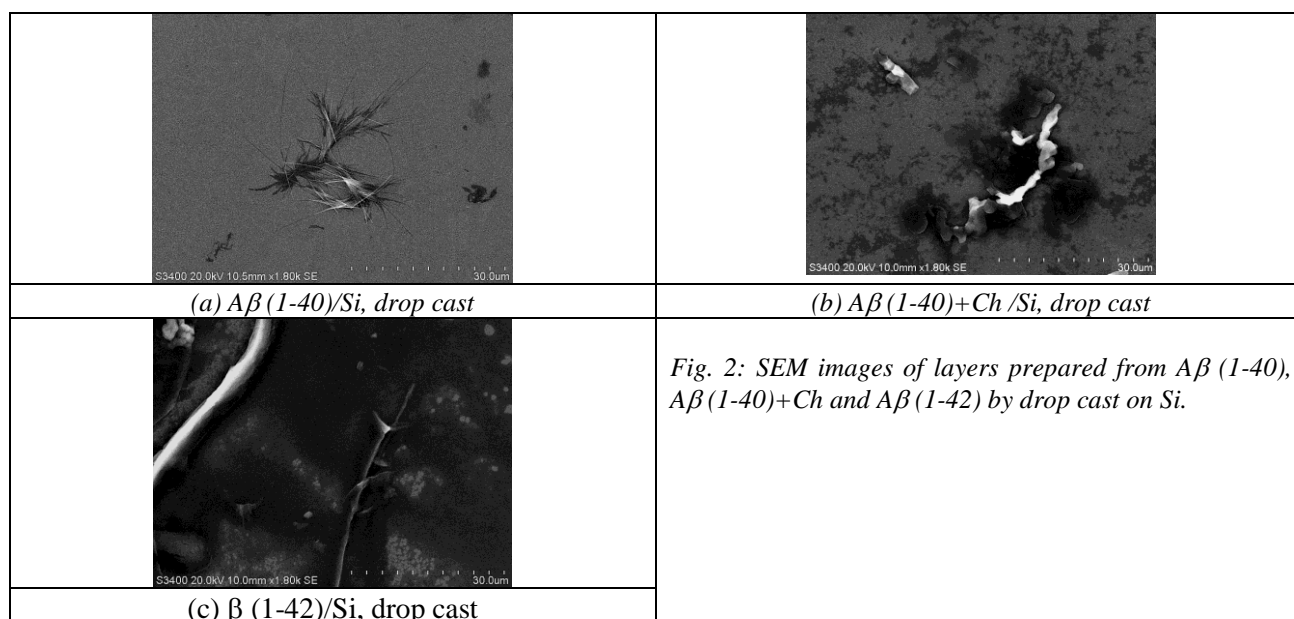 S3400 20.0kV 10.5mm x1.80k SE 30.0um
S3400 20.0kV 10.0mm x1.80k SE 30.0um
(a) Aβ (1-40)/Si, drop cast
(b) Aβ (1-40)+Ch /Si, drop cast
S3400 20.0kV 10.0mm x1.80k SE 30.0um
Fig. 2: SEM images of layers prepared from Aβ (1-40),
Aβ (1-40)+Ch and Aβ (1-42) by drop cast on Si.
(c) β (1-42)/Si, drop cast